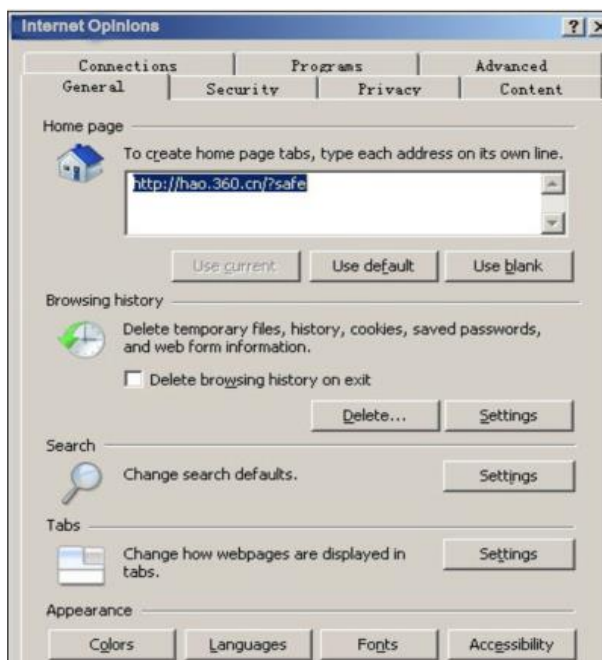 Internet Opinions
Connections Programs Advanced
General Security Privacy Content
Home page
To create home page tabs, type each address on its own line.
http://hao.360.cn/?safe
Use current Use default Use blank
Browsing history
Delete temporary files, history, cookies, saved passwords,
and web form information.
Delete browsing history on exit
Delete... Settings
Search
Change search defaults. Settings
Tabs
Change how webpages are displayed in Settings
tabs.
Appearance
Colors Languages Fonts Accessibility